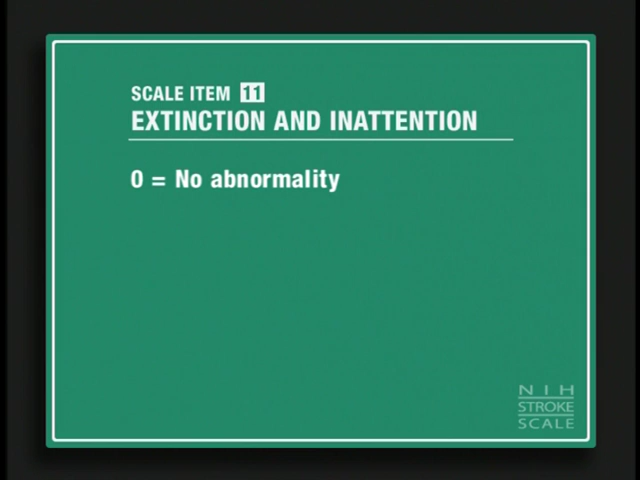 SCALE ITEM 11
EXTINCTION AND INATTENTION
0 = No abnormality
NIH
STROKE
SCALE